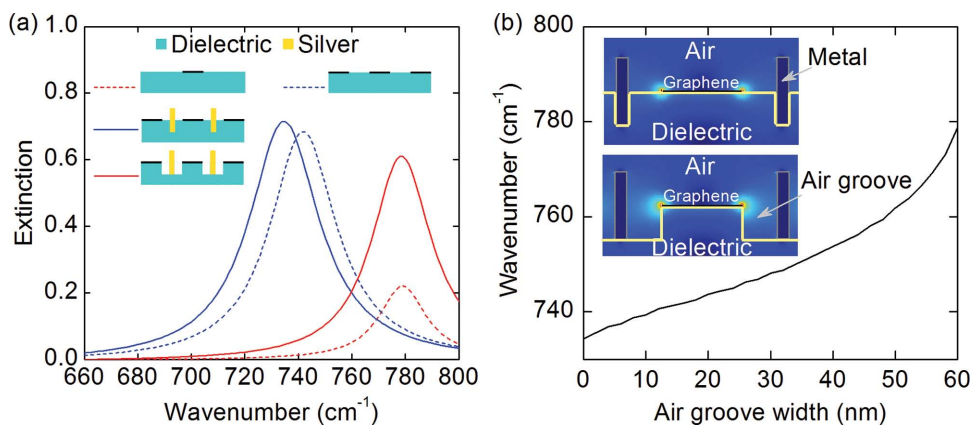 (a)
1.0
0.8
0.6
0.4
0.2
0.0
Extinction
Dielectric
Silver
660 680 700 720 740 760 780 800
Wavenumber (cm⁻¹)
(b)
800
780
760
740
Wavenumber (cm⁻¹)
Air
Metal
Graphene
Dielectric
Air
Air groove
Graphene
Dielectric
0 10 20 30 40 50 60
Air groove width (nm)